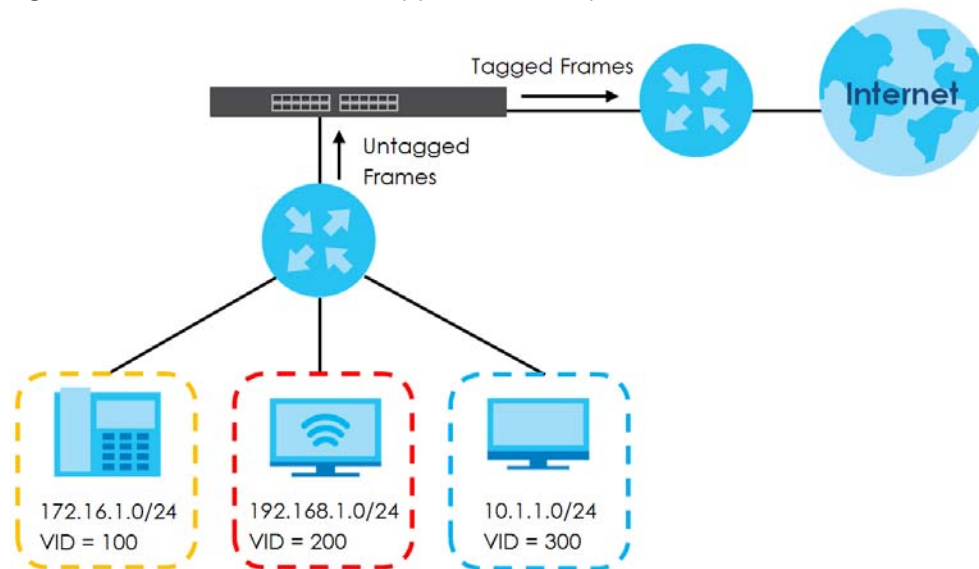 Tagged Frames
Internet
Untagged
Frames
172.16.1.0/24
VID = 100
192.168.1.0/24
VID = 200
10.1.1.0/24
VID = 300